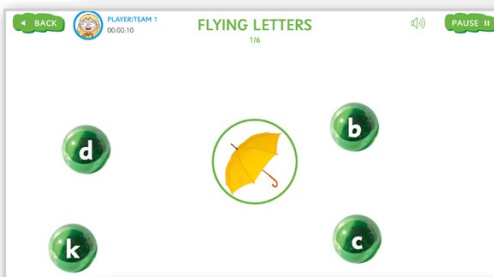 BACK
PLAYER/TEAM 1
00:00:10
FLYING LETTERS
1/6
PAUSE
d
b
k
c